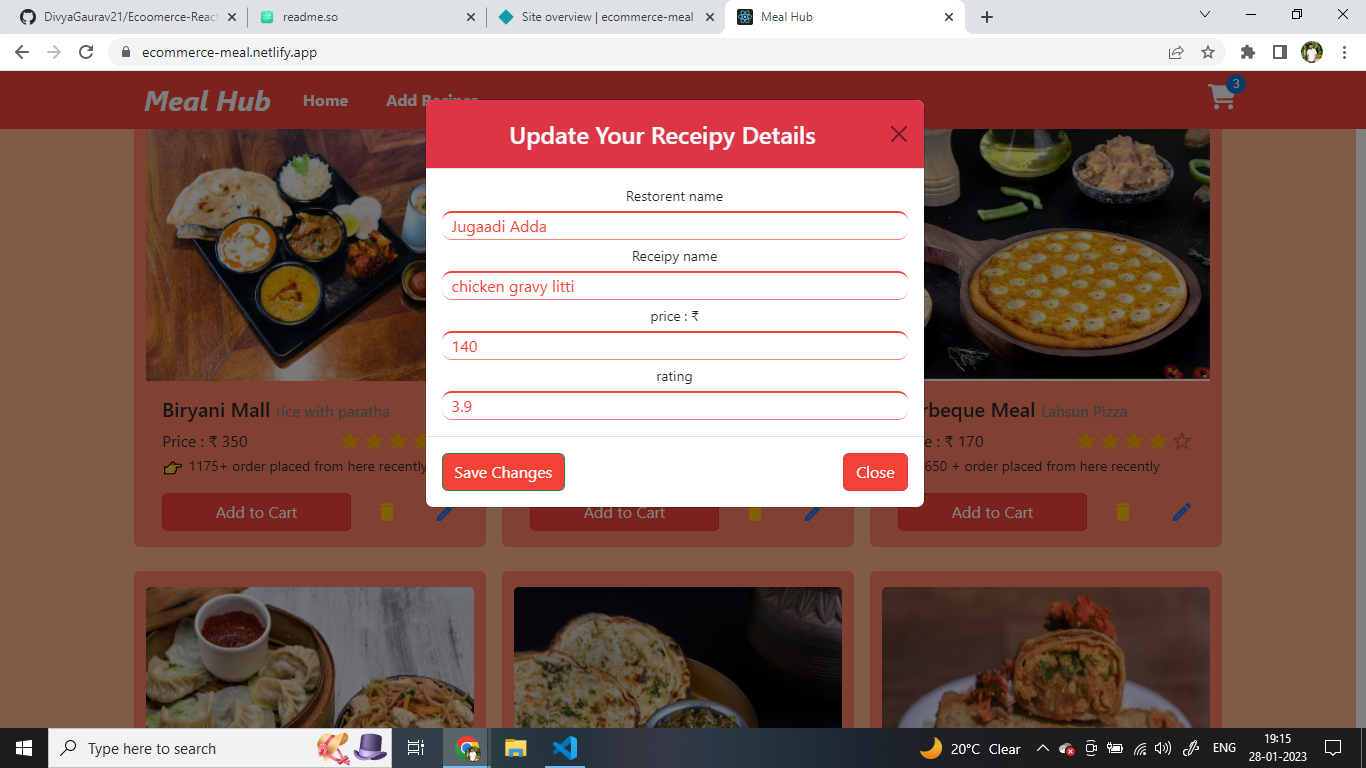 DivyaGaurav21/Ecoomerce-React
readme.so
Site overview | ecommerce-meal
Meal Hub
ecommerce-meal.netlify.app
Meal Hub
Home
Add Recipes
3
Update Your Receipy Details
Restorent name
Jugaadi Adda
Receipy name
chicken gravy litti
price : ₹
140
rating
3.9
Save Changes
Close
Biryani Mall rice with paratha
Price : ₹ 350
1175+ order placed from here recently
Add to Cart
Add to Cart
rbeque Meal Lahsun Pizza
e : ₹ 170
650 + order placed from here recently
Add to Cart
Type here to search
20°C Clear
ENG
19:15
28-01-2023